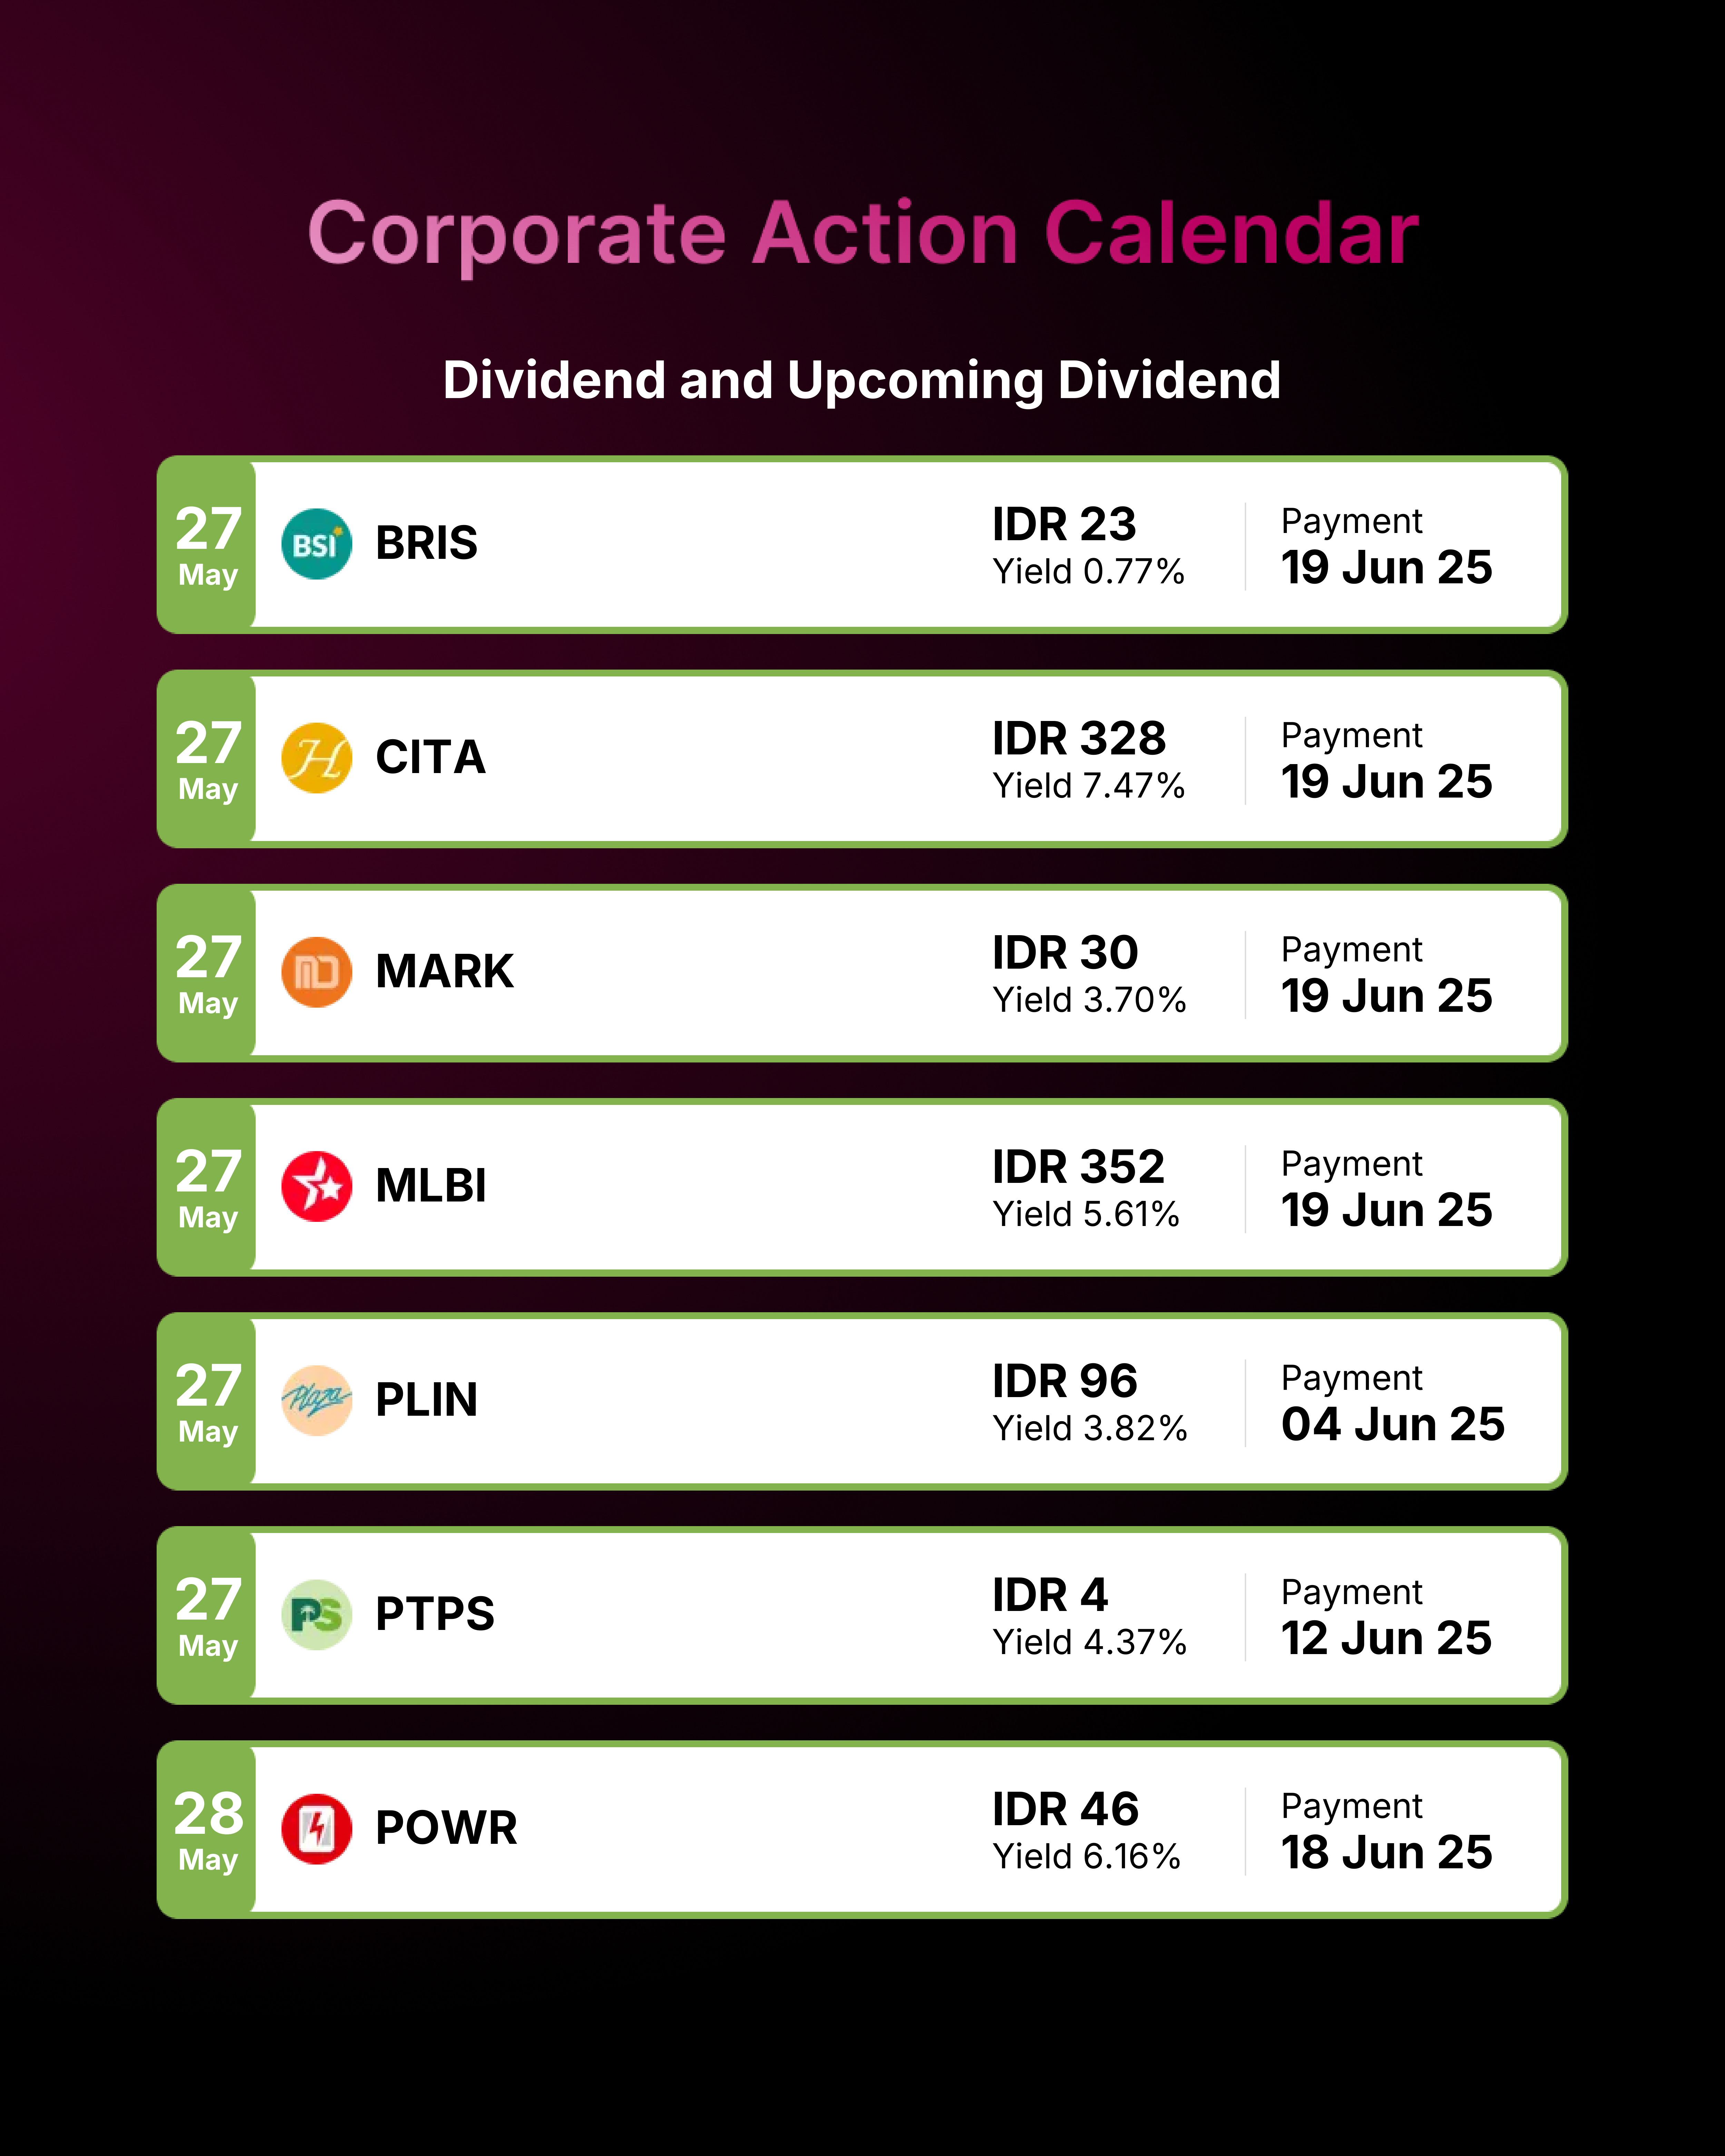 Corporate Action Calendar
Dividend and Upcoming Dividend
27
May
BSI
BRIS
IDR 23
Yield 0.77%
Payment
19 Jun 25
27
May
H
CITA
IDR 328
Yield 7.47%
Payment
19 Jun 25
27
May
MARK
IDR 30
Yield 3.70%
Payment
19 Jun 25
27
May
MLBI
IDR 352
Yield 5.61%
Payment
19 Jun 25
27
May
Plaza
PLIN
IDR 96
Yield 3.82%
Payment
04 Jun 25
27
May
PS
PTPS
IDR 4
Yield 4.37%
Payment
12 Jun 25
28
May
POWR
IDR 46
Yield 6.16%
Payment
18 Jun 25